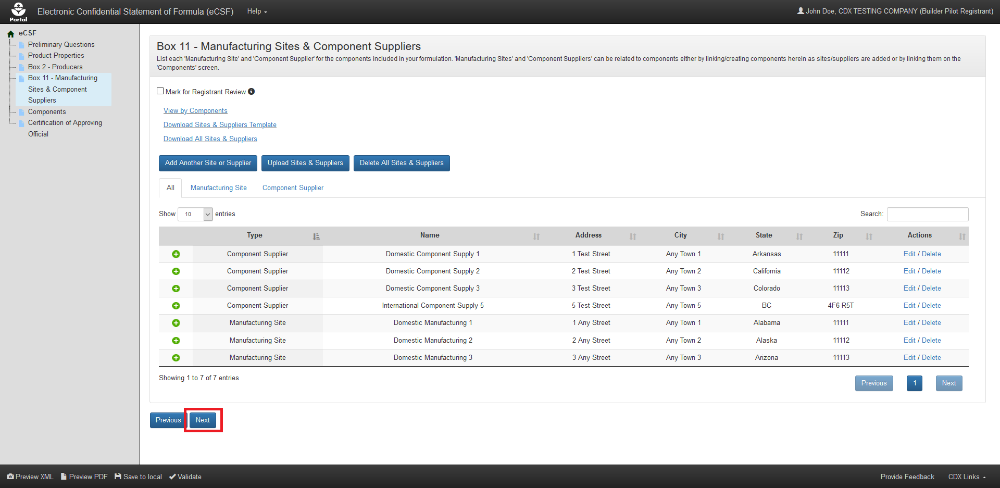 Portal
Electronic Confidential Statement of Formula (eCSF) Help
John Doe, CDX TESTING COMPANY (Builder Pilot Registrant)
eCSF
Preliminary Questions
Product Properties
Box 2 - Producers
Box 11 - Manufacturing
Sites & Component
Suppliers
Components
Certification of Approving
Official
Box 11 - Manufacturing Sites & Component Suppliers
List each 'Manufacturing Site' and 'Component Supplier' for the components included in your formulation. 'Manufacturing Sites' and 'Component Suppliers' can be related to components either by linking/creating components herein as sites/suppliers are added or by linking them on the
'Components' screen.
Mark for Registrant Review
View by Components
Download Sites & Suppliers Template
Download All Sites & Suppliers
Add Another Site or Supplier Upload Sites & Suppliers Delete All Sites & Suppliers
All Manufacturing Site Component Supplier
Show 10 entries Search:
Type Name Address City State Zip Actions
Component Supplier Domestic Component Supply 1 1 Test Street Any Town 1 Arkansas 11111 Edit / Delete
Component Supplier Domestic Component Supply 2 2 Test Street Any Town 2 California 11112 Edit / Delete
Component Supplier Domestic Component Supply 3 3 Test Street Any Town 3 Colorado 11113 Edit / Delete
Component Supplier International Component Supply 5 5 Test Street Any Town 5 BC 4F6 R5T Edit / Delete
Manufacturing Site Domestic Manufacturing 1 1 Any Street Any Town 1 Alabama 11111 Edit / Delete
Manufacturing Site Domestic Manufacturing 2 2 Any Street Any Town 2 Alaska 11112 Edit / Delete
Manufacturing Site Domestic Manufacturing 3 3 Any Street Any Town 3 Arizona 11113 Edit / Delete
Showing 1 to 7 of 7 entries
Previous 1 Next
Previous Next
Preview XML Preview PDF Save to local Validate
Provide Feedback CDX Links